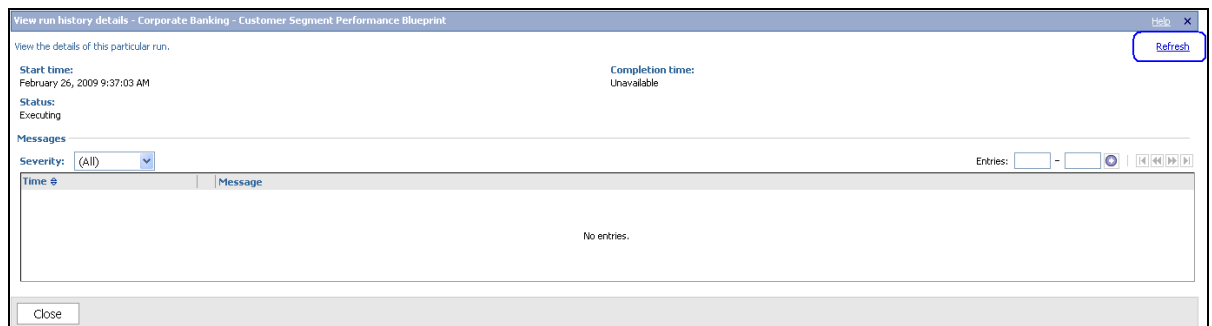 View run history details - Corporate Banking - Customer Segment Performance Blueprint Help
View the details of this particular run. Refresh
Start time: Completion time:
February 26, 2009 9:37:03 AM Unavailable
Status:
Executing
Messages
Severity: (All) Entries: -
Time Message
No entries.
Close